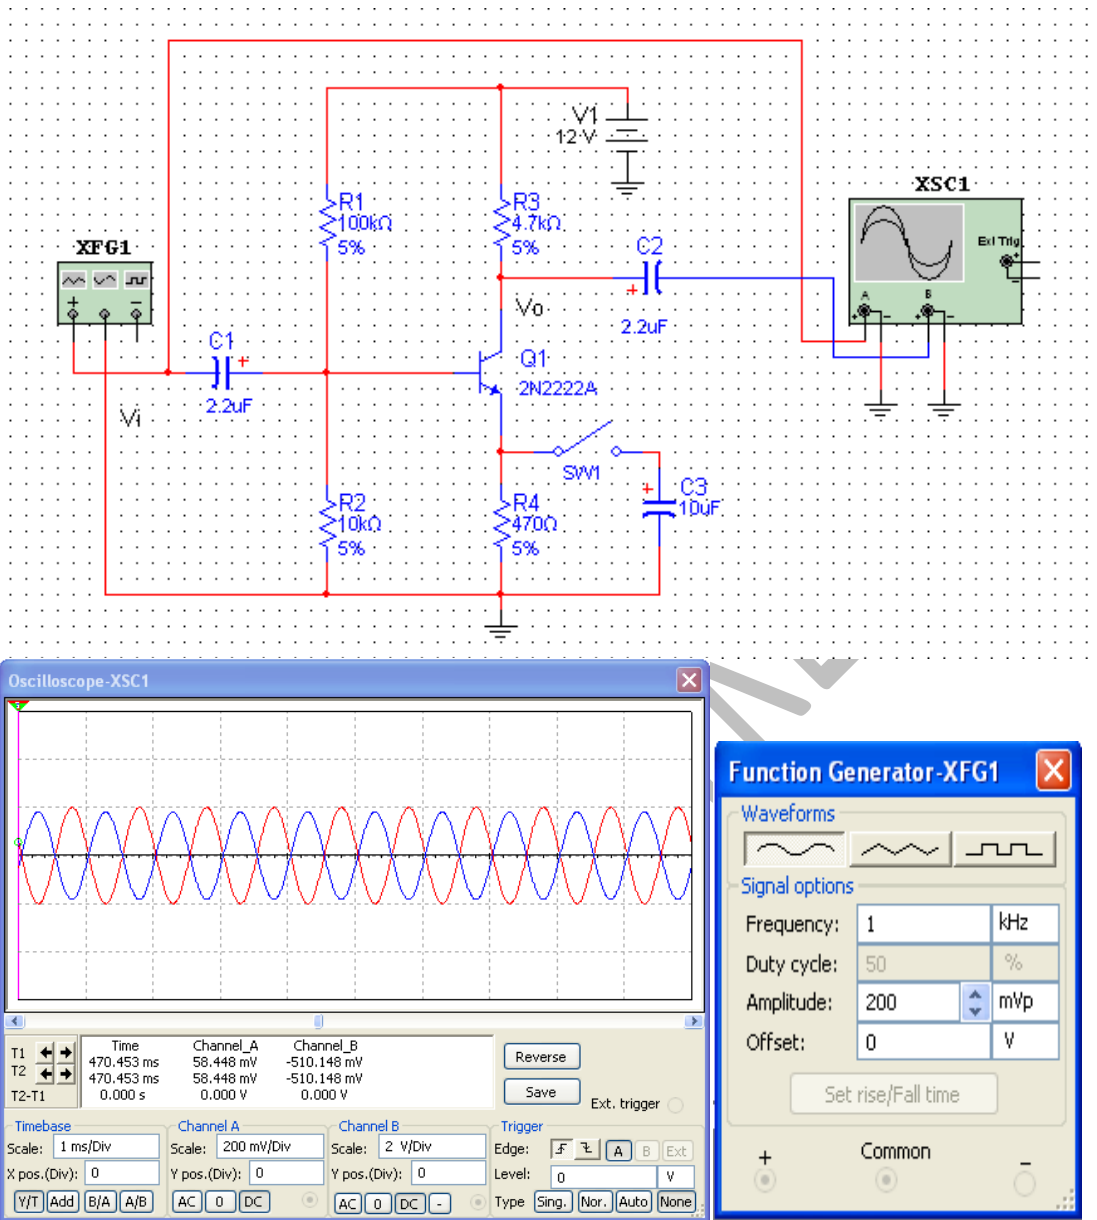 V1
12 V
XSC1
R1
100kΩ
5%
R3
4.7kΩ
5%
C2
2.2uF
Ext Trig
+
-
A
B
+ - + -
XFG1
+ -
C1
+
2.2uF
Vi
Vo
+
Q1
2N2222A
SW1
R2
10kΩ
5%
R4
470Ω
5%
+
C3
10uF
Oscilloscope-XSC1
Time Channel_A Channel_B
T1 470.453 ms 58.448 mV -510.148 mV
T2 470.453 ms 58.448 mV -510.148 mV
T2-T1 0.000 s 0.000 V 0.000 V
Reverse
Save
Ext. trigger
Timebase
Scale: 1 ms/Div
X pos.(Div): 0
Y/T Add B/A A/B
Channel A
Scale: 200 mV/Div
Y pos.(Div): 0
AC 0 DC
Channel B
Scale: 2 V/Div
Y pos.(Div): 0
AC 0 DC -
Trigger
Edge: A B Ext
Level: 0 V
Type Sing. Nor. Auto None
Function Generator-XFG1
Waveforms
Signal options
Frequency: 1 kHz
Duty cycle: 50 %
Amplitude: 200 mVp
Offset: 0 V
Set rise/Fall time
+ Common -